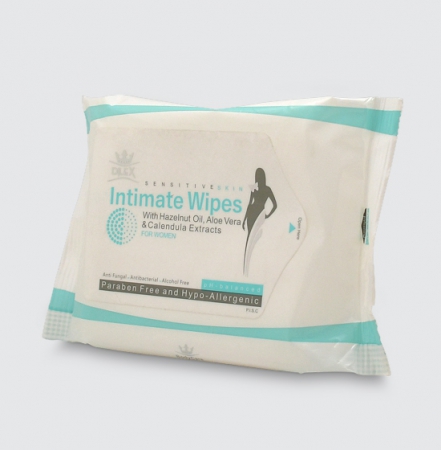 SENSITIVE SKIN
Intimate Wipes
With Hazelnut Oil, Aloe Vera
& Calendula Extracts
FOR WOMEN
Anti Fungal - Antibacterial - Alcohol Free
Paraben Free and Hypo-Allergenic